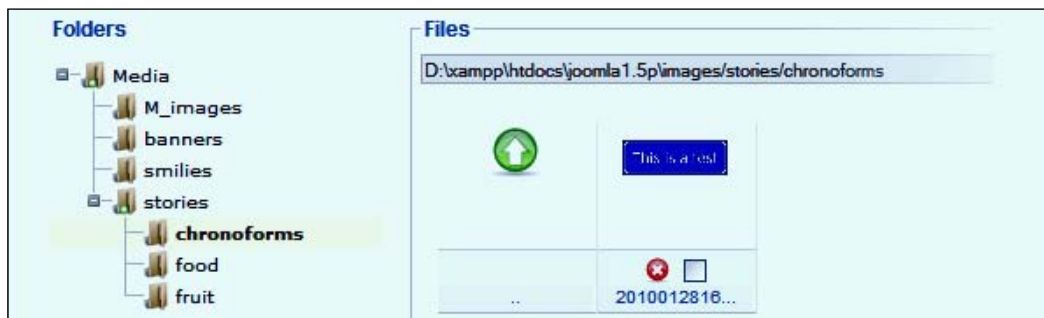 Folders
Media
M_images
banners
smilies
stories
chronoforms
food
fruit
Files
D:\xampp\htdocs\joomla1.5p\images/stories/chronoforms
This is a test
..
2010012816...